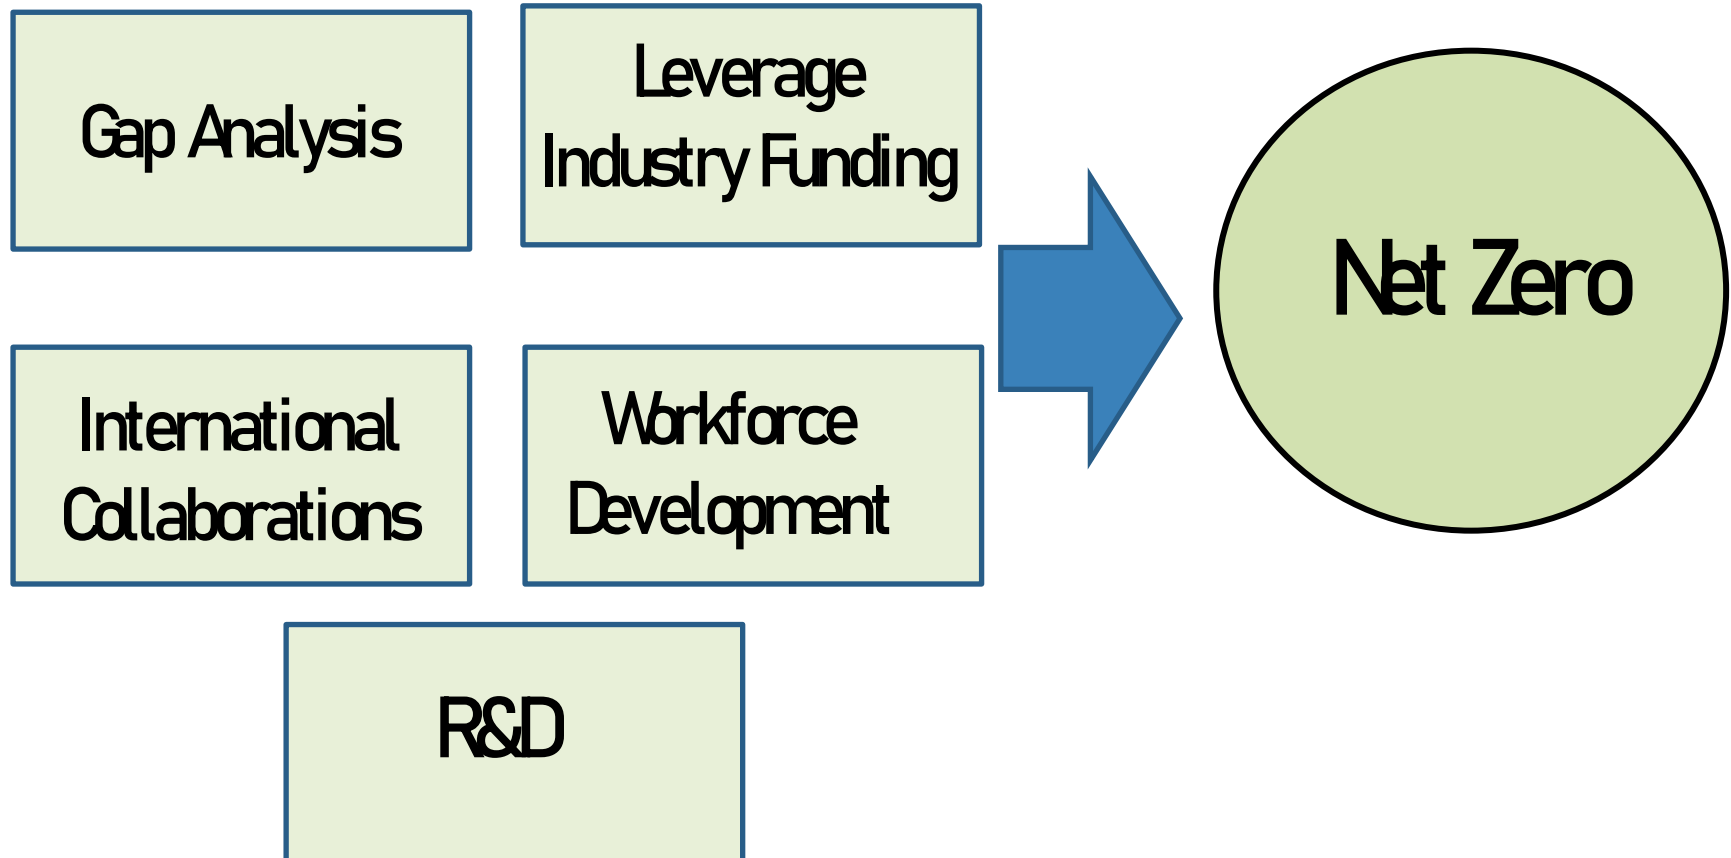 Gap Analysis
Leverage
Industry Funding
International
Collaborations
Workforce
Development
R&D
Net Zero